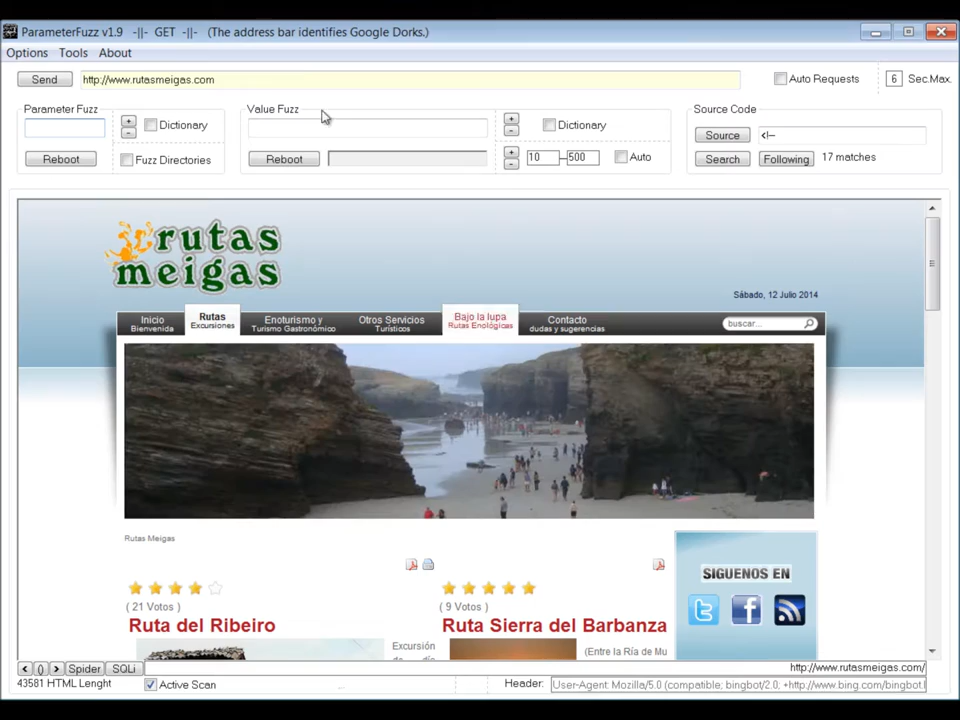 ParameterFuzz v1.9 -||- GET -||- (The address bar identifies Google Dorks.)
Options Tools About
Send http://www.rutasmeigas.com Auto Requests 6 Sec.Max.
Parameter Fuzz Value Fuzz Source Code
+ - Dictionary + - Dictionary Source <!--
Reboot Fuzz Directories Reboot + - 10 -- 500 Auto Search Following 17 matches
rutas
meigas
Sábado, 12 Julio 2014
Inicio Rutas Enoturismo y Otros Servicios Bajo la lupa Contacto buscar...
Bienvenida Excursiones Turismo Gastronómico Turísticos Rutas Enológicas dudas y sugerencias
Rutas Meigas
SIGUENOS EN
( 21 Votos ) ( 9 Votos )
Ruta del Ribeiro Ruta Sierra del Barbanza
Excursión (Entre la Ría de Mu
< () > Spider SQLi http://www.rutasmeigas.com/
43581 HTML Lenght Active Scan Header: User-Agent: Mozilla/5.0 (compatible; bingbot/2.0; +http://www.bing.com/bingbot.